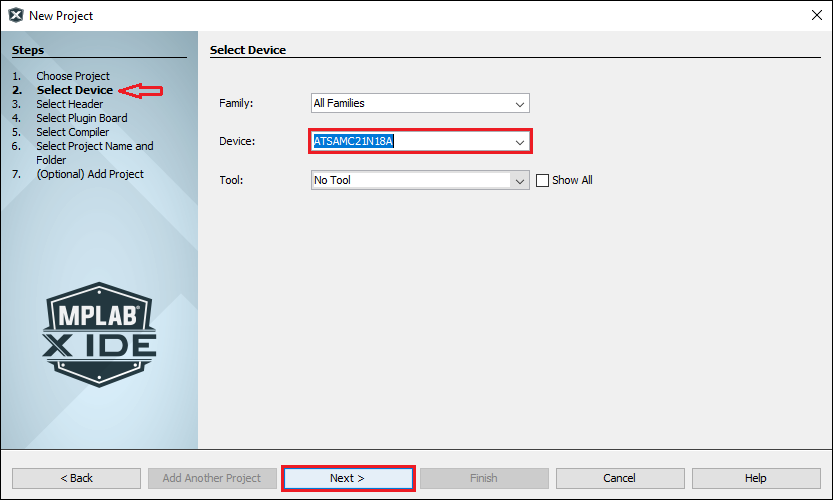 New Project
Steps
1. Choose Project
2. Select Device
3. Select Header
4. Select Plugin Board
5. Select Compiler
6. Select Project Name and
Folder
7. (Optional) Add Project
MPLAB®
X IDE
Select Device
Family: All Families
Device: ATSAMC21N18A
Tool: No Tool Show All
< Back Add Another Project Next > Finish Cancel Help